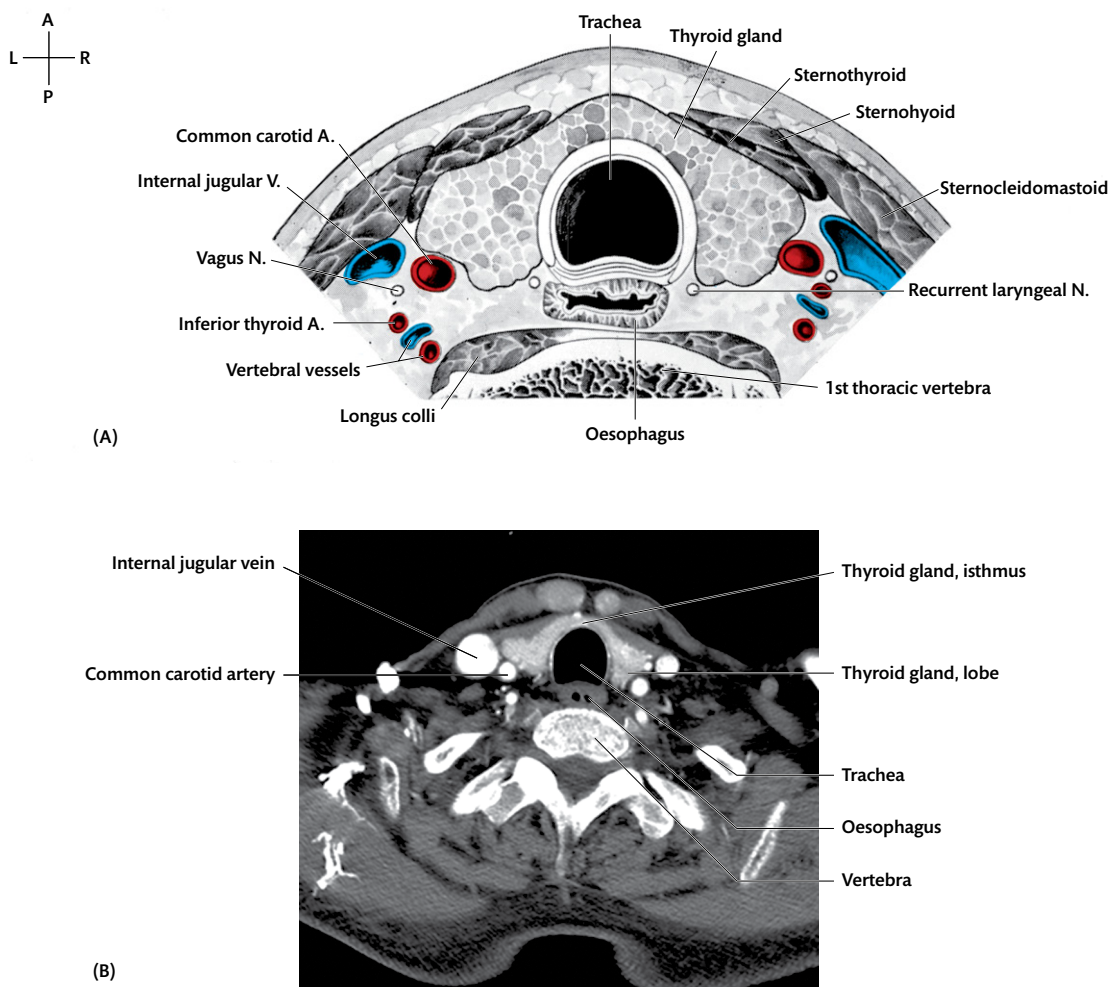 A
L R
P
Trachea
Thyroid gland
Sternothyroid
Sternohyoid
Common carotid A.
Internal jugular V.
Sternocleidomastoid
Vagus N.
Recurrent laryngeal N.
Inferior thyroid A.
Vertebral vessels
1st thoracic vertebra
Longus colli
Oesophagus
(A)
Internal jugular vein
Thyroid gland, isthmus
Common carotid artery
Thyroid gland, lobe
Trachea
Oesophagus
Vertebra
(B)